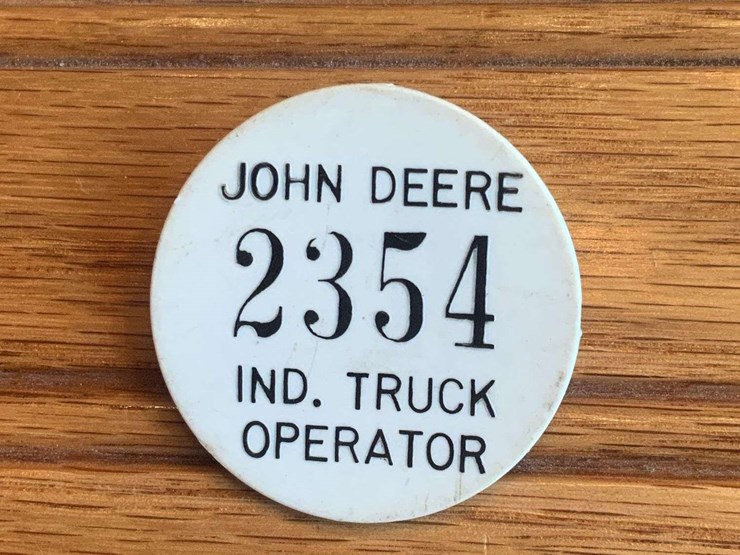 JOHN DEERE
2354
IND. TRUCK
OPERATOR